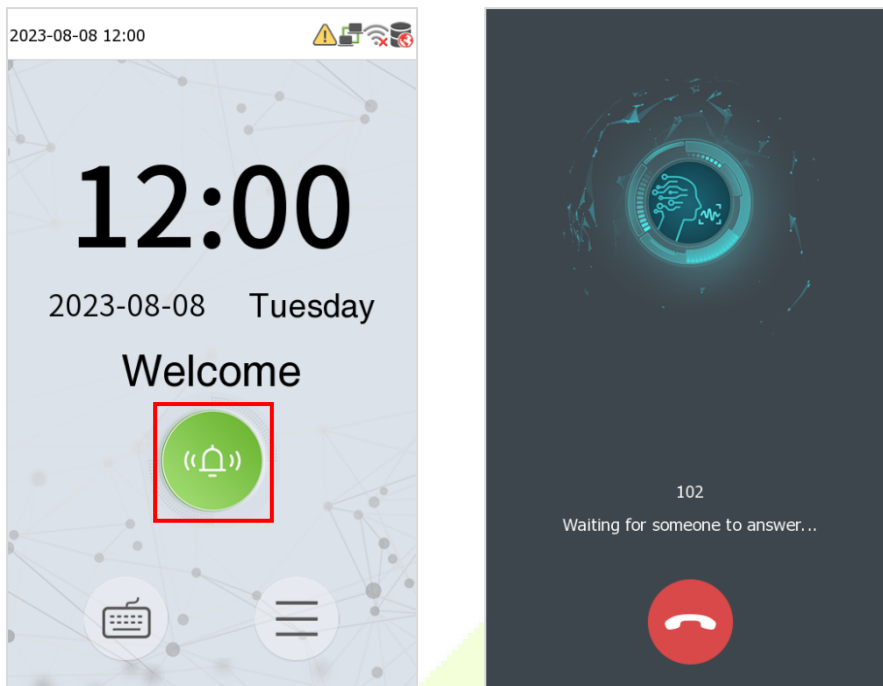 2023-08-08 12:00
12:00
2023-08-08 Tuesday
Welcome
102
Waiting for someone to answer...